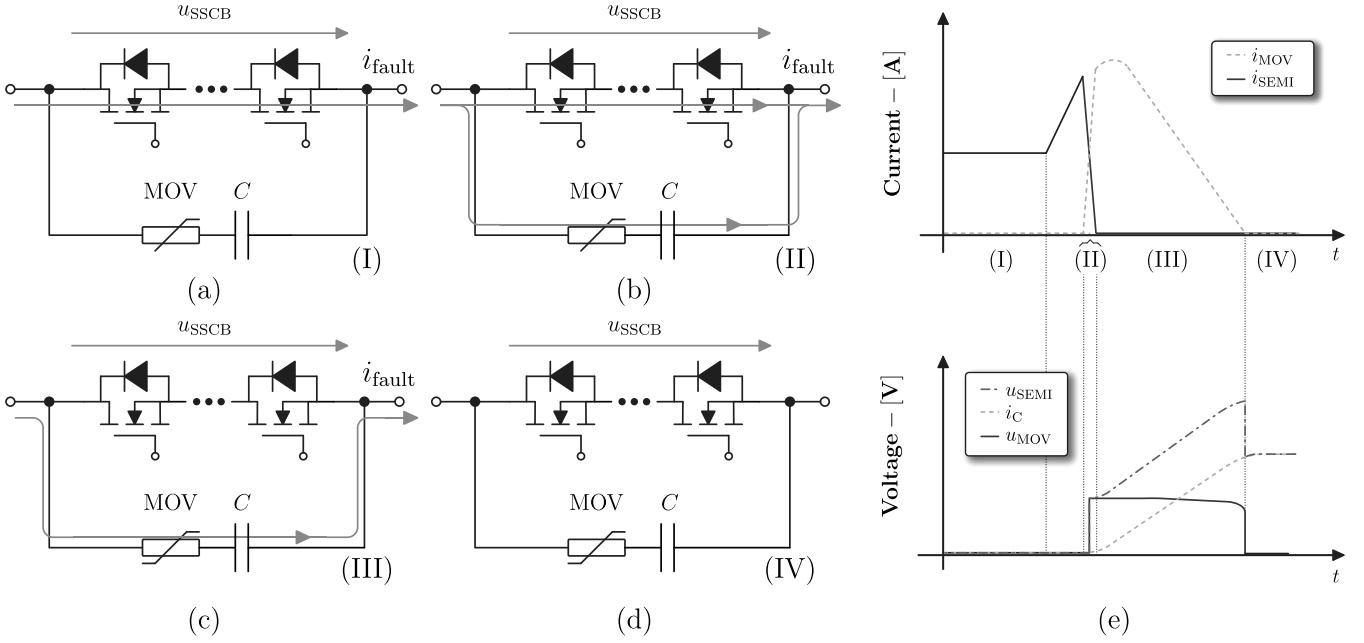 u_SSCB
i_fault
MOV C
(I)
(a)
u_SSCB
i_fault
MOV C
(II)
(b)
u_SSCB
i_fault
MOV C
(III)
(c)
u_SSCB
MOV C
(IV)
(d)
Current – [A]
i_MOV
i_SEMI
(I) (II) (III) (IV)
t
Voltage – [V]
u_SEMI
i_C
u_MOV
t
(e)